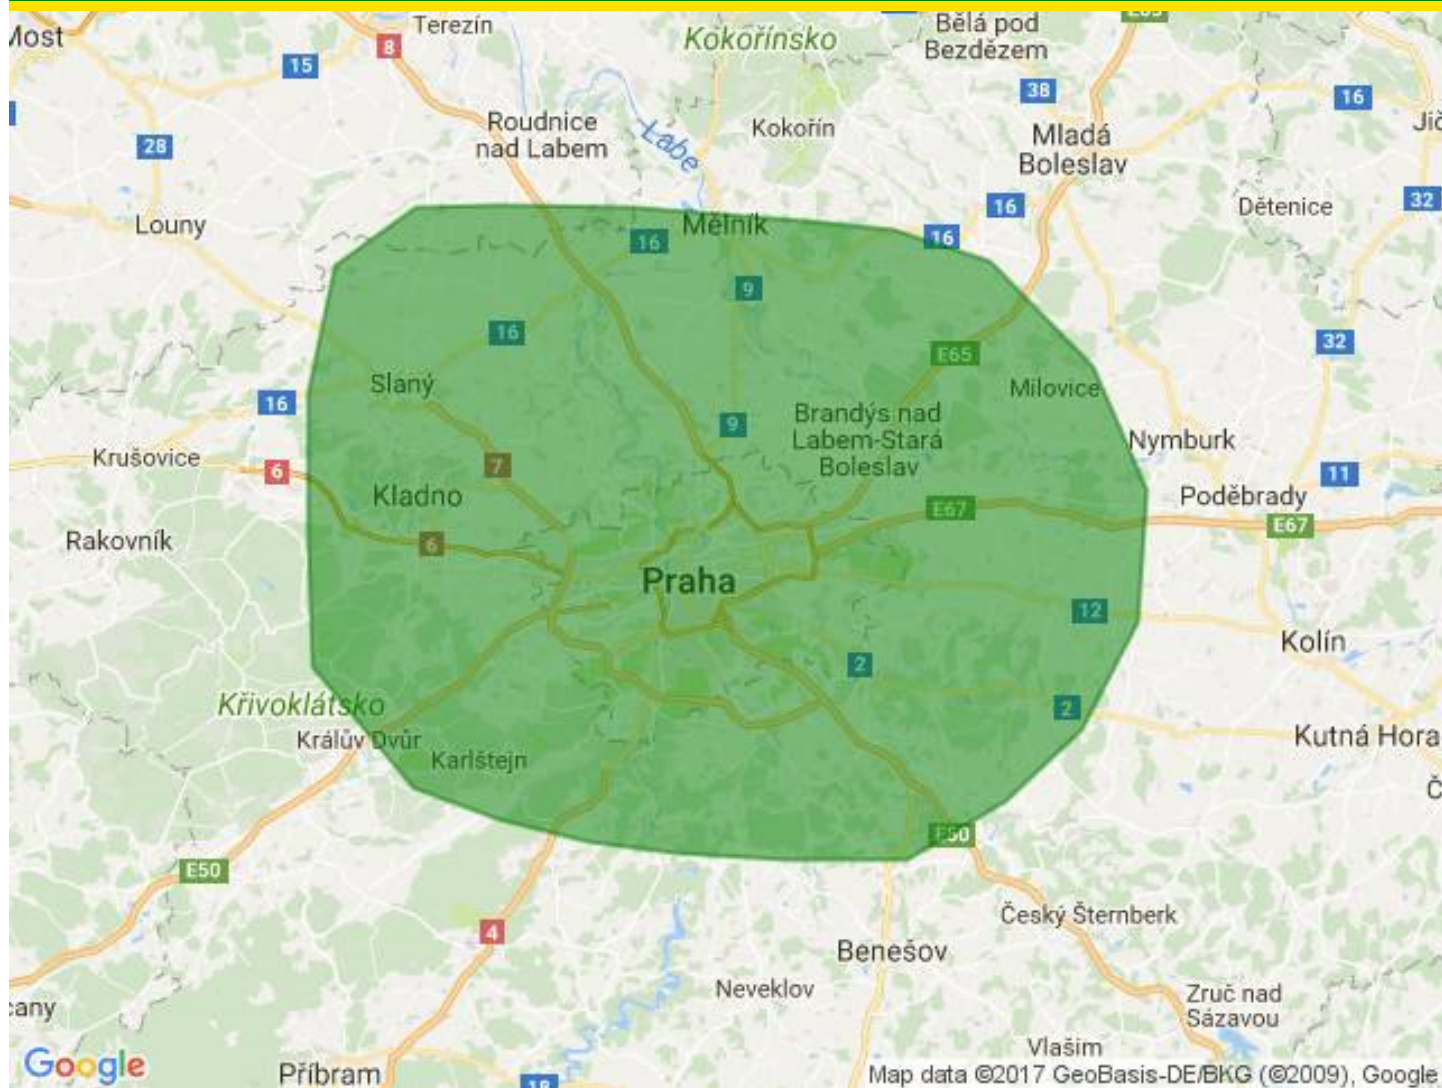 Most
Terezín
8
15
Kokořínsko
Bělá pod
Bezdězem
E65
38
16
Roudnice
nad Labem
Labe
Kokořín
Mladá
Boleslav
Jič
28
Louny
16
Dětenice
32
Mělník
16
16
9
16
32
E65
Slaný
Milovice
16
9
Brandýs nad
Labem-Stará
Boleslav
Nymburk
Krušovice
6
7
11
Kladno
E67
Poděbrady
E67
Rakovník
6
Praha
12
Kolín
2
Křivoklátsko
2
Králův Dvůr
Karlštejn
Kutná Hora
Č
E50
E50
4
Český Šternberk
Benešov
Neveklov
Zruč nad
Sázavou
cany
Vlašim
Google
Příbram
18
Map data ©2017 GeoBasis-DE/BKG (©2009), Google